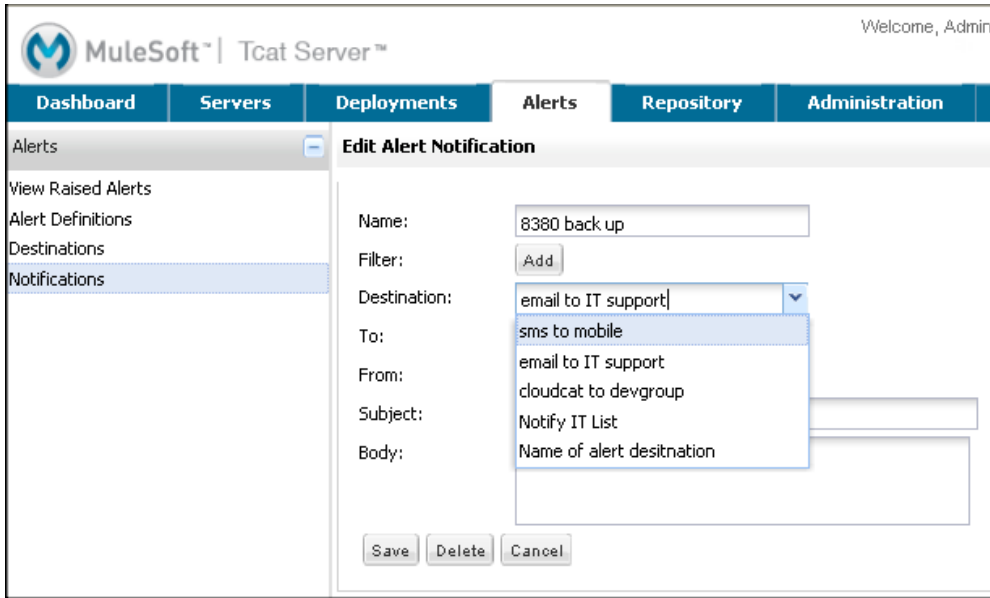 Welcome, Admin
MuleSoft™ | Tcat Server™
Dashboard Servers Deployments Alerts Repository Administration
Alerts
Edit Alert Notification
View Raised Alerts
Alert Definitions
Destinations
Notifications
Name: 8380 back up
Filter: Add
Destination: email to IT support
To:
From:
Subject:
Body:
sms to mobile
email to IT support
cloudcat to devgroup
Notify IT List
Name of alert desitnation
Save Delete Cancel